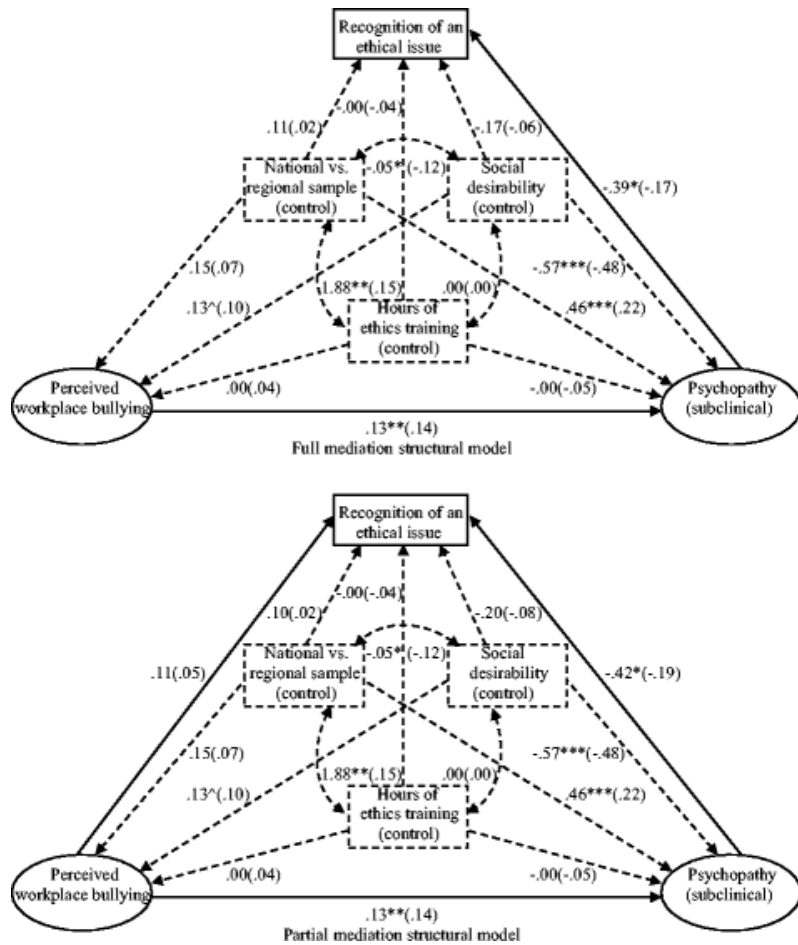 Recognition of an
ethical issue
-.00(-.04)
.11(.02)
-.17(-.06)
National vs.
regional sample
(control)
-.05*(-.12)
Social
desirability
(control)
-.39*(-.17)
.15(.07)
-.57***(-.48)
.13^(.10)
1.88**(.15)
.00(.00)
.46***(.22)
Hours of
ethics training
(control)
Perceived
workplace bullying
.00(.04)
-.00(-.05)
Psychopathy
(subclinical)
.13**(.14)
Full mediation structural model
Recognition of an
ethical issue
-.00(-.04)
.10(.02)
-.20(-.08)
National vs.
regional sample
(control)
-.05*(-.12)
Social
desirability
(control)
.11(.05)
-.42*(-.19)
.15(.07)
-.57***(-.48)
.13^(.10)
1.88**(.15)
.00(.00)
.46***(.22)
Hours of
ethics training
(control)
Perceived
workplace bullying
.00(.04)
-.00(-.05)
Psychopathy
(subclinical)
.13**(.14)
Partial mediation structural model